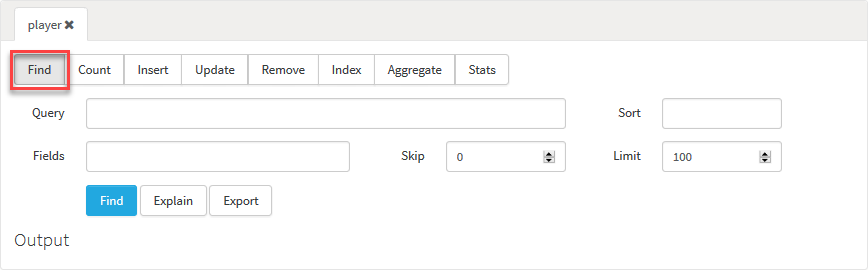 player ✖
Find Count Insert Update Remove Index Aggregate Stats
Query Sort
Fields Skip 0 Limit 100
Find Explain Export
Output